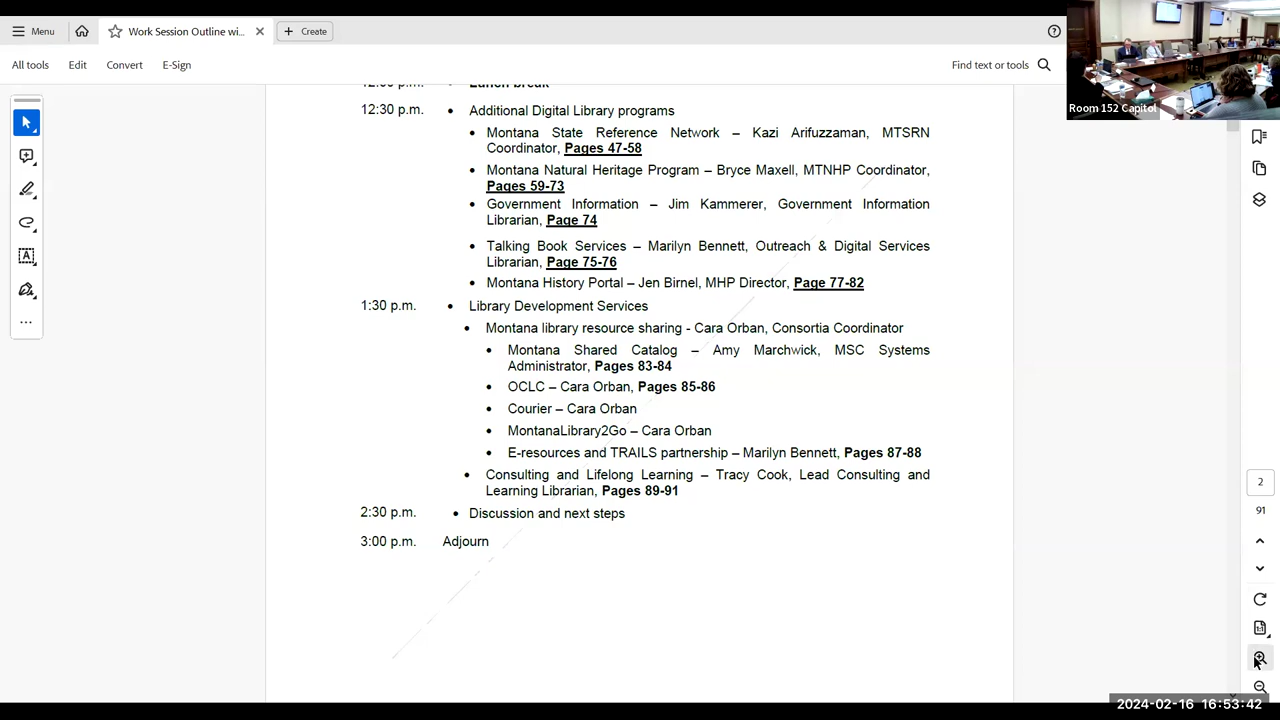 Menu
Work Session Outline wi...
Create
All tools
Edit
Convert
E-Sign
Find text or tools
Room 152 Capitol
12:00 p.m. • Lunch break
12:30 p.m. • Additional Digital Library programs
• Montana State Reference Network – Kazi Arifuzzaman, MTSRN
Coordinator, Pages 47-58
• Montana Natural Heritage Program – Bryce Maxell, MTNHP Coordinator,
Pages 59-73
• Government Information – Jim Kammerer, Government Information
Librarian, Page 74
• Talking Book Services – Marilyn Bennett, Outreach & Digital Services
Librarian, Page 75-76
• Montana History Portal – Jen Birnel, MHP Director, Page 77-82
1:30 p.m. • Library Development Services
• Montana library resource sharing - Cara Orban, Consortia Coordinator
• Montana Shared Catalog – Amy Marchwick, MSC Systems
Administrator, Pages 83-84
• OCLC – Cara Orban, Pages 85-86
• Courier – Cara Orban
• MontanaLibrary2Go – Cara Orban
• E-resources and TRAILS partnership – Marilyn Bennett, Pages 87-88
• Consulting and Lifelong Learning – Tracy Cook, Lead Consulting and
Learning Librarian, Pages 89-91
2:30 p.m. • Discussion and next steps
3:00 p.m. Adjourn
2
91
2024-02-16 16:53:42